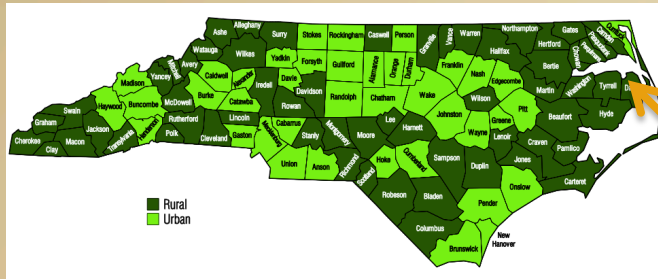 Alleghany
Ashe
Surry
Stokes
Rockingham
Caswell
Person
Granville
Vance
Warren
Northampton
Gates
Camden
Currituck
Pasquotank
Perquimans
Chowan
Hertford
Halifax
Bertie
Watauga
Wilkes
Yadkin
Forsyth
Guilford
Alamance
Orange
Durham
Franklin
Nash
Edgecombe
Martin
Washington
Tyrrell
Mitchell
Avery
Yancey
Madison
Caldwell
Alexander
Iredell
Davie
Davidson
Randolph
Chatham
Wake
Wilson
Pitt
Beaufort
Hyde
Haywood
Buncombe
McDowell
Burke
Catawba
Rowan
Johnston
Greene
Swain
Graham
Jackson
Rutherford
Lincoln
Cabarrus
Lee
Harnett
Wayne
Lenoir
Craven
Pamlico
Cherokee
Macon
Clay
Transylvania
Henderson
Polk
Cleveland
Gaston
Mecklenburg
Stanly
Montgomery
Moore
Jones
Union
Anson
Richmond
Scotland
Hoke
Cumberland
Sampson
Duplin
Onslow
Carteret
Robeson
Bladen
Pender
Columbus
Brunswick
New
Hanover
Rural
Urban